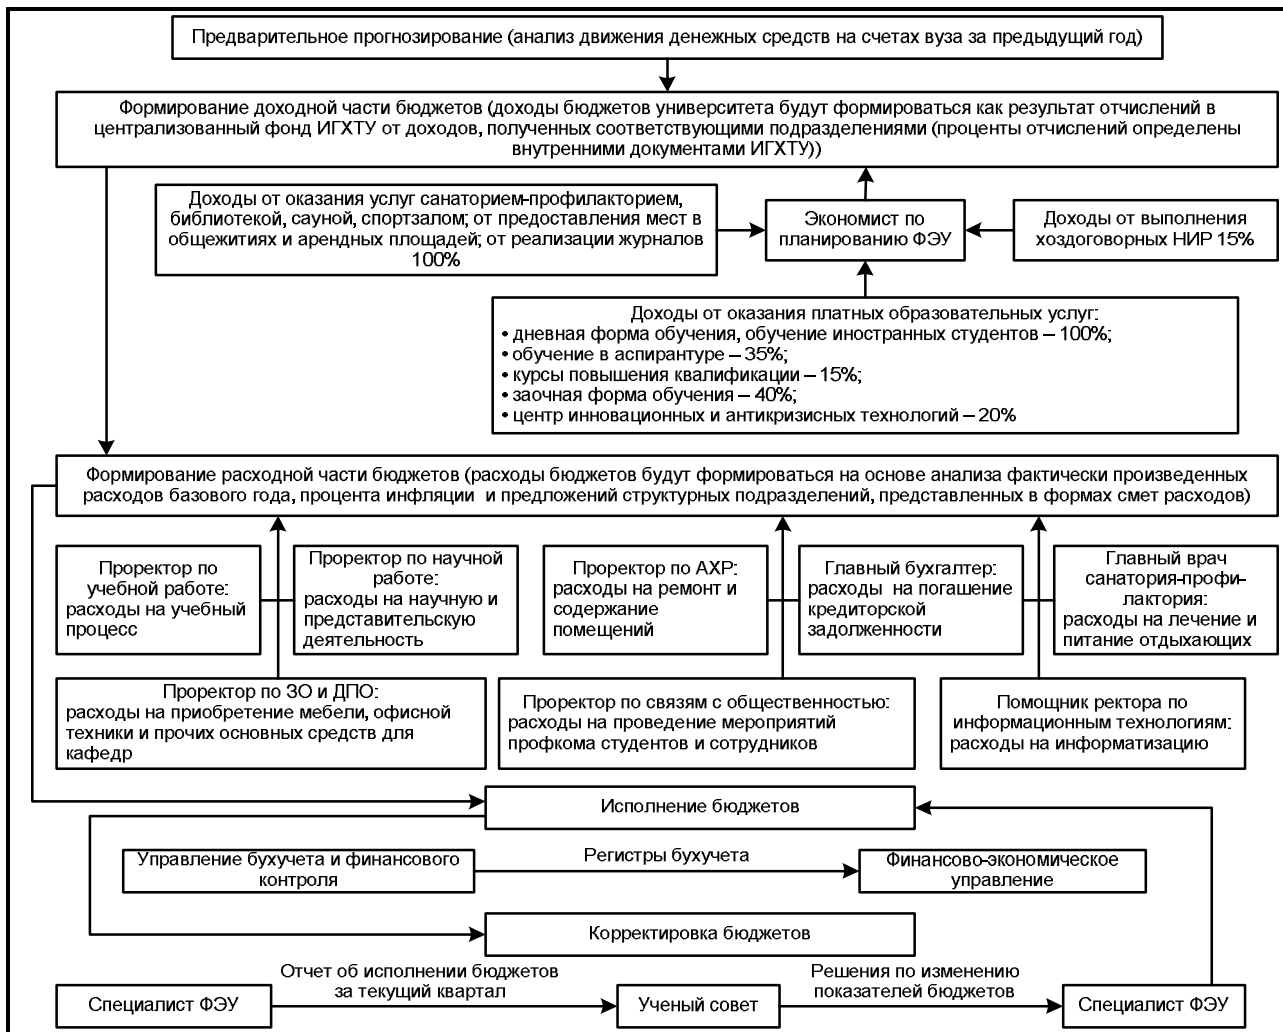 Предварительное прогнозирование (анализ движения денежных средств на счетах вуза за предыдущий год)
Формирование доходной части бюджетов (доходы бюджетов университета будут формироваться как результат отчислений в
централизованный фонд ИГХТУ от доходов, полученных соответствующими подразделениями (проценты отчислений определены
внутренними документами ИГХТУ))
Доходы от оказания услуг санаторием-профилакторием,
библиотекой, сауной, спортзалом; от предоставления мест в
общежитиях и арендных площадей; от реализации журналов
100%
Экономист по
планированию ФЭУ
Доходы от выполнения
хоздоговорных НИР 15%
Доходы от оказания платных образовательных услуг:
• дневная форма обучения, обучение иностранных студентов – 100%;
• обучение в аспирантуре – 35%;
• курсы повышения квалификации – 15%;
• заочная форма обучения – 40%;
• центр инновационных и антикризисных технологий – 20%
Формирование расходной части бюджетов (расходы бюджетов будут формироваться на основе анализа фактически произведенных
расходов базового года, процента инфляции и предложений структурных подразделений, представленных в формах смет расходов)
Проректор по
учебной работе:
расходы на учебный
процесс
Проректор по научной
работе:
расходы на научную и
представительскую
деятельность
Проректор по АХР:
расходы на ремонт и
содержание
помещений
Главный бухгалтер:
расходы на погашение
кредиторской
задолженности
Главный врач
санатория-профи-
лактория:
расходы на лечение и
питание отдыхающих
Проректор по ЗО и ДПО:
расходы на приобретение мебели, офисной
техники и прочих основных средств для
кафедр
Проректор по связям с общественностью:
расходы на проведение мероприятий
профкома студентов и сотрудников
Помощник ректора по
информационным технологиям:
расходы на информатизацию
Исполнение бюджетов
Управление бухучета и финансового
контроля
Регистры бухучета
Финансово-экономическое
управление
Корректировка бюджетов
Специалист ФЭУ
Отчет об исполнении бюджетов
за текущий квартал
Ученый совет
Решения по изменению
показателей бюджетов
Специалист ФЭУ